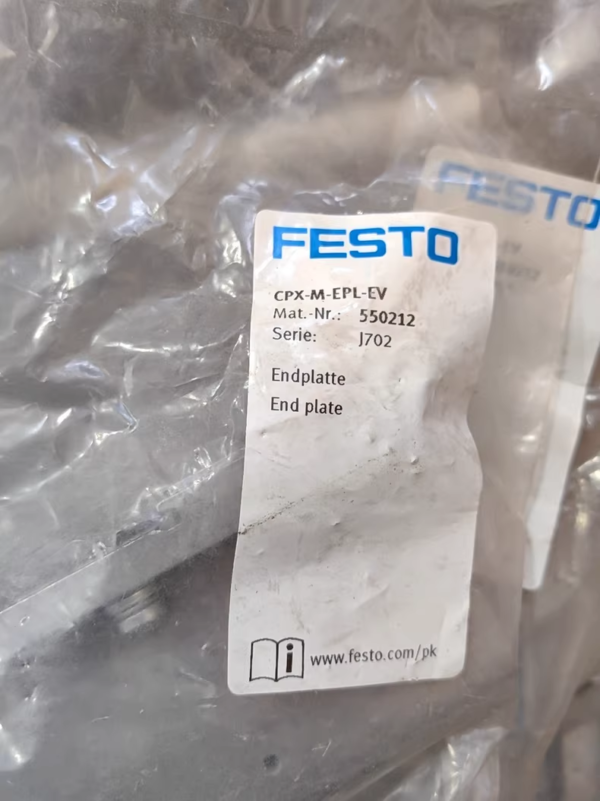 FESTO
CPX-M-EPL-EV
Mat.-Nr.: 550212
Serie: J702
Endplatte
End plate
www.festo.com/pk
FESTO